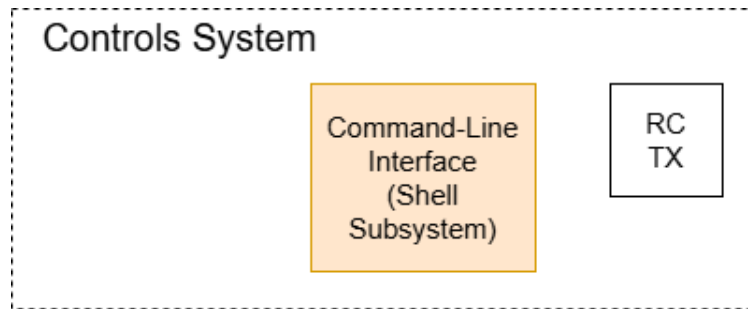 Controls System
Command-Line
Interface
(Shell
Subsystem)
RC
TX